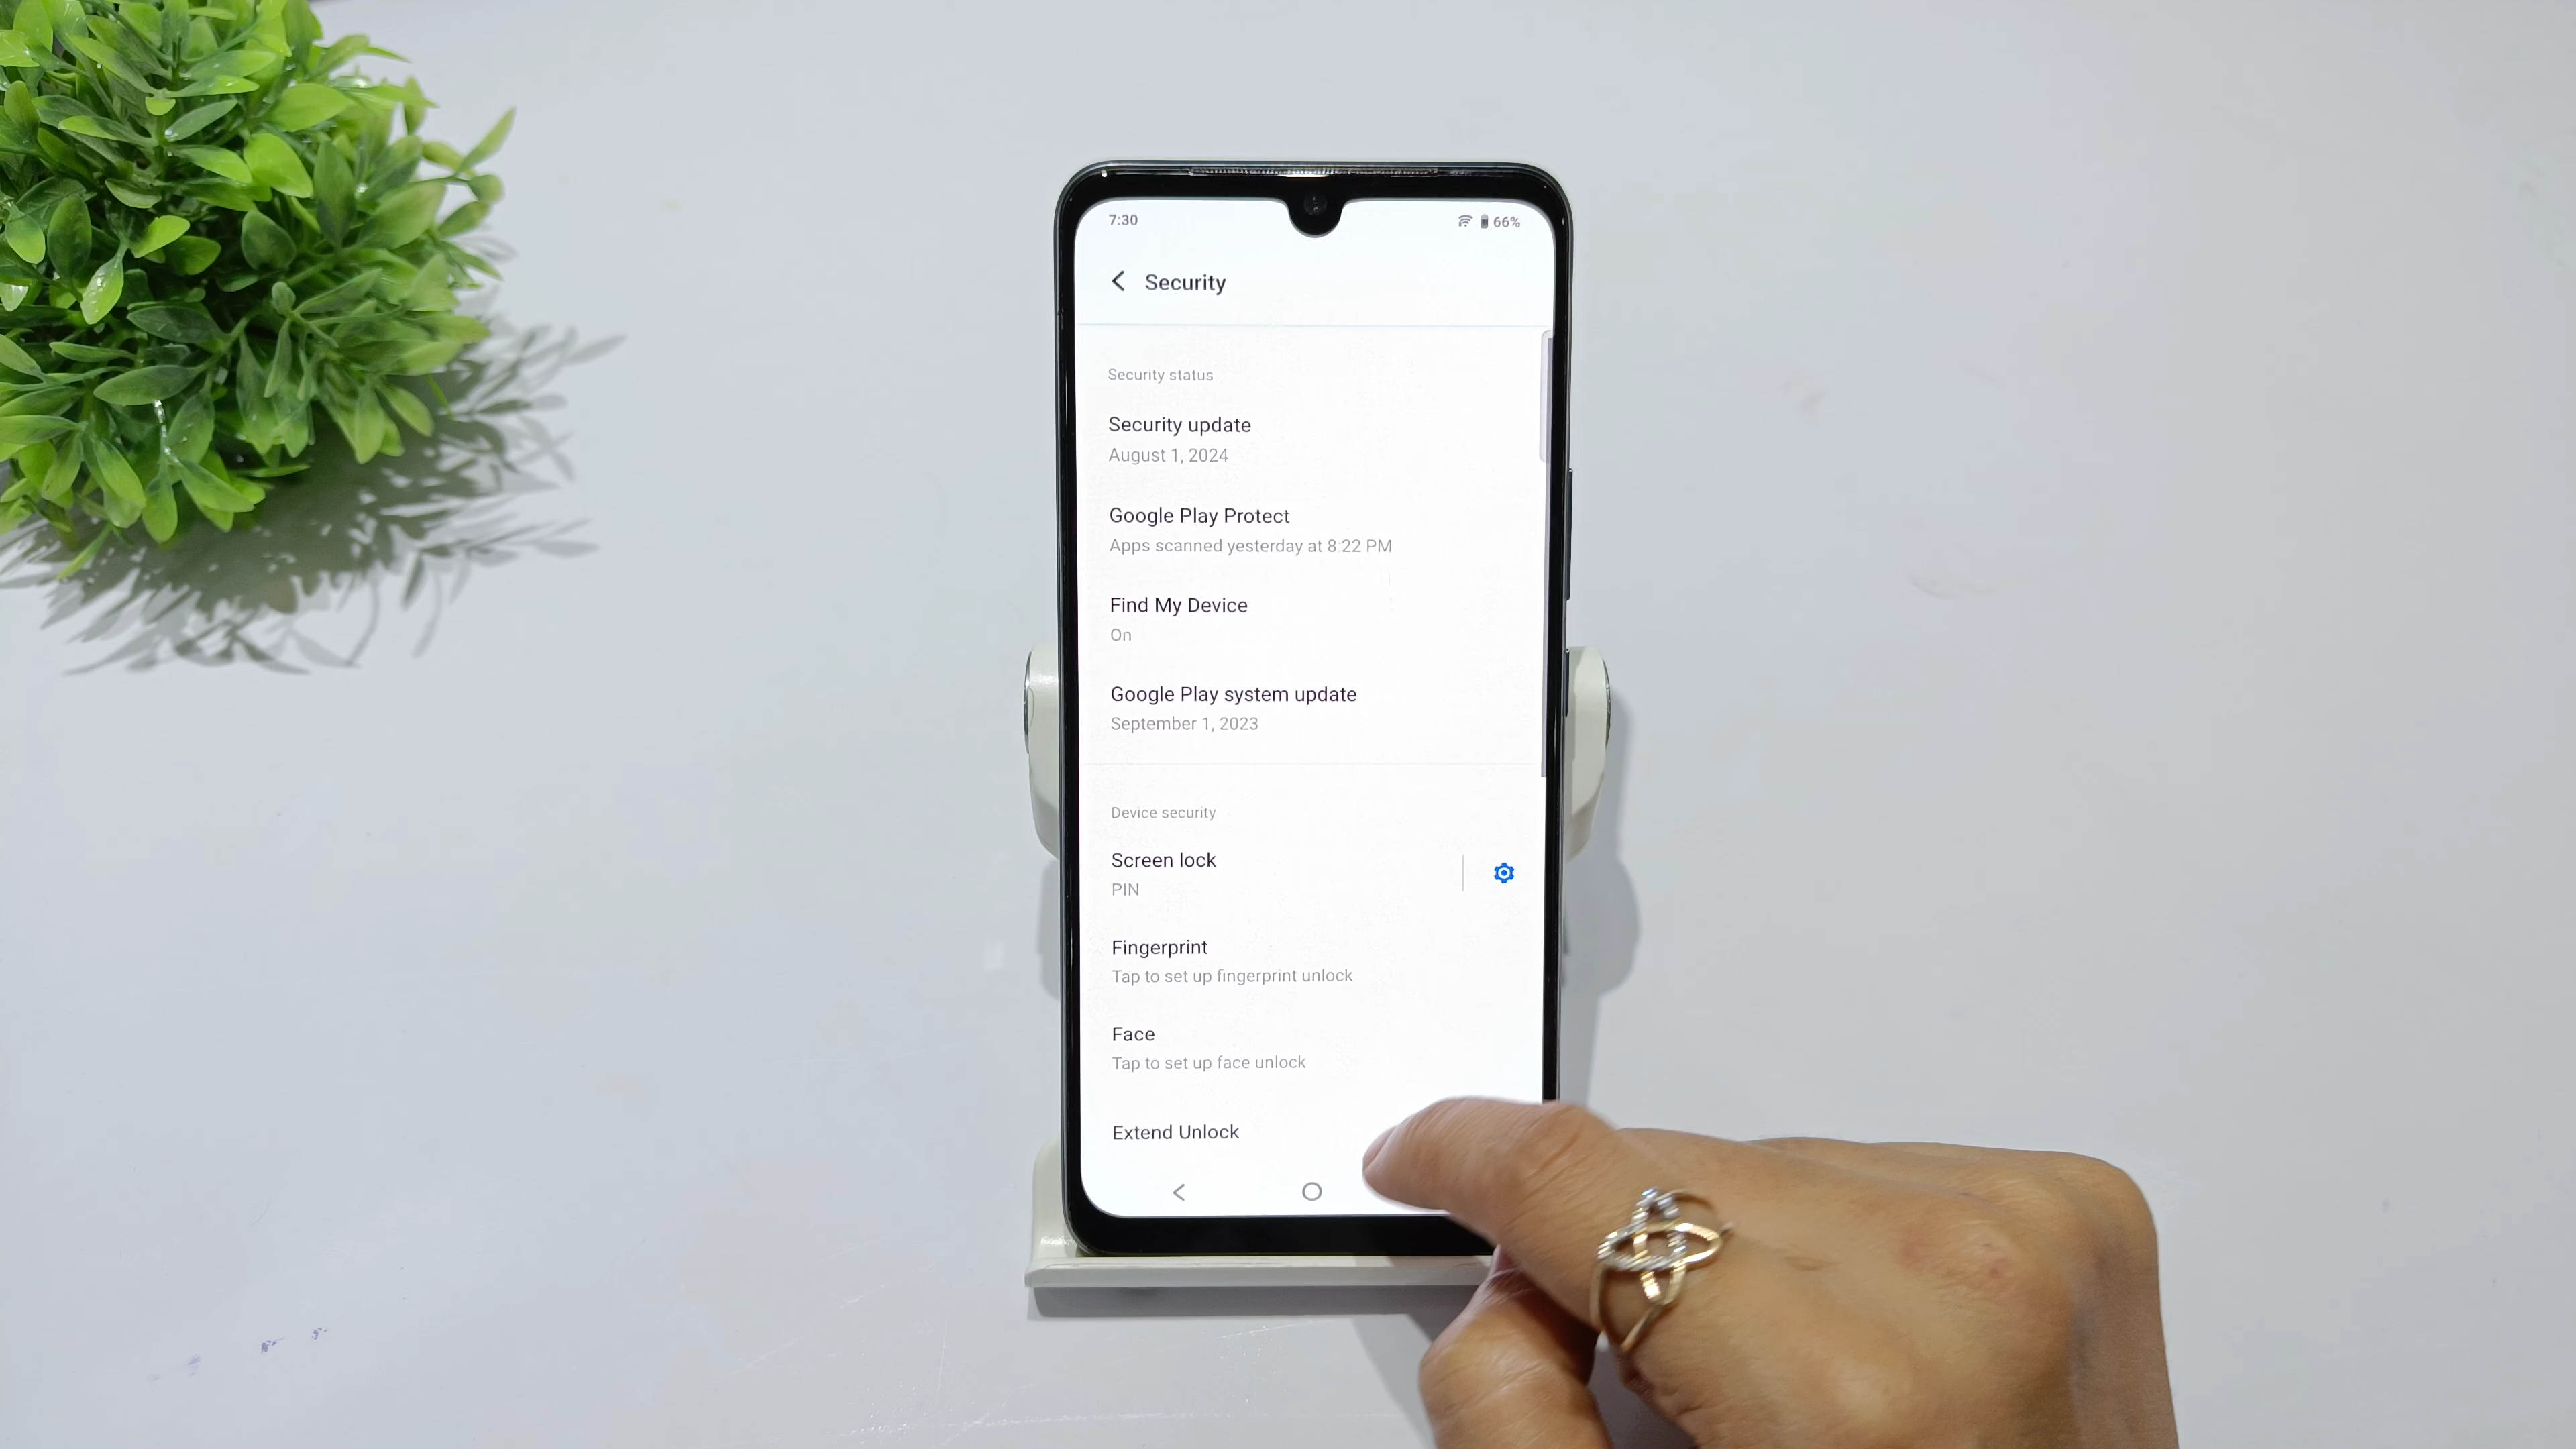 7:30
66%
Security
Security status
Security update
August 1, 2024
Google Play Protect
Apps scanned yesterday at 8:22 PM
Find My Device
On
Google Play system update
September 1, 2023
Device security
Screen lock
PIN
Fingerprint
Tap to set up fingerprint unlock
Face
Tap to set up face unlock
Extend Unlock